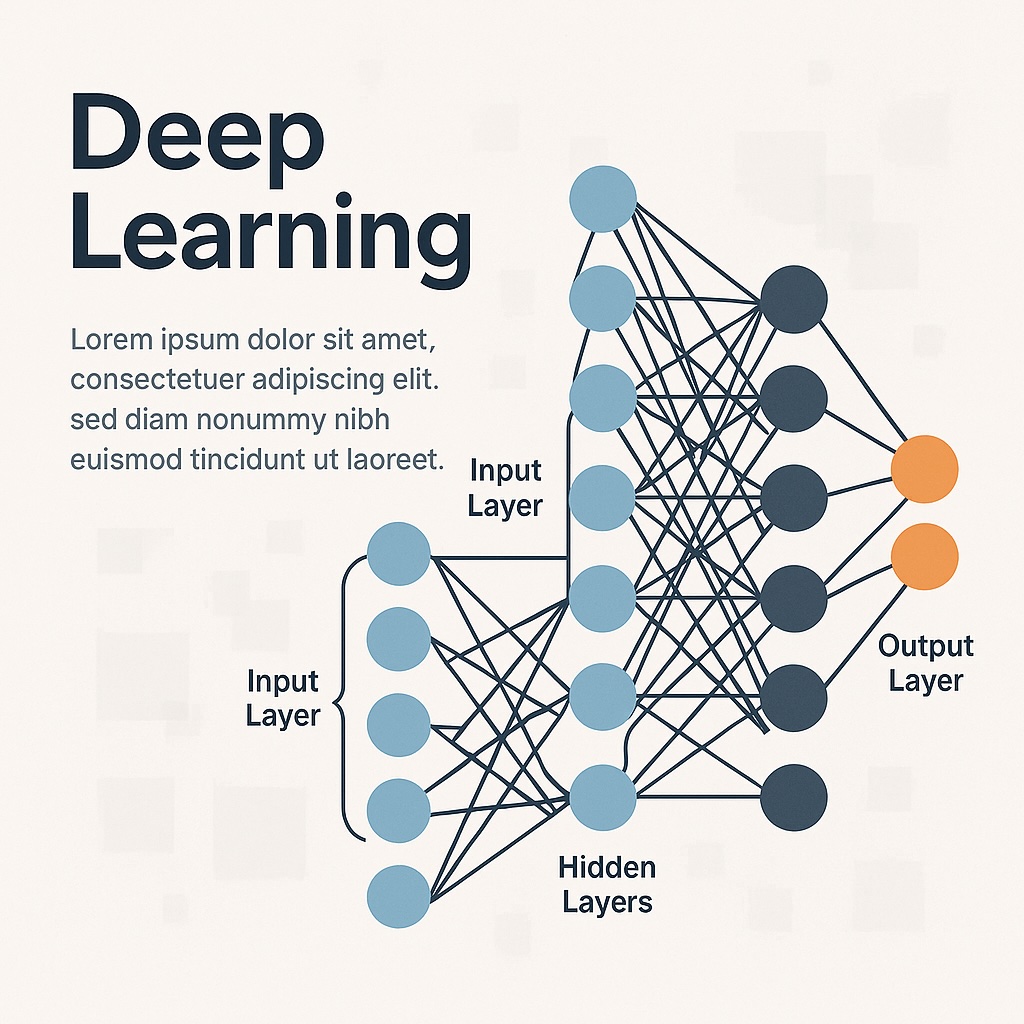 Deep
Learning
Lorem ipsum dolor sit amet,
consectetuer adipiscing elit.
sed diam nonummy nibh
euismod tincidunt ut laoreet.
Input
Layer
Input
Layer
Output
Layer
Hidden
Layers